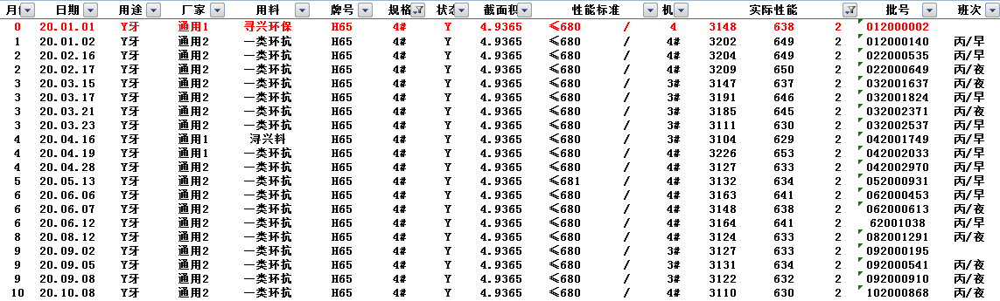 月 日期 用途 厂家 用料 牌号 规格 状态 截面积 性能标准 机 实际性能 批号 班次
0 20.01.01 Y牙 通用1 寻兴环保 H65 4# Y 4.9365 ≤680 / 4 3148 638 2 012000002
1 20.01.02 Y牙 通用2 一类环抗 H65 4# Y 4.9365 ≤680 / 4# 3202 649 2 012000140 丙/早
2 20.02.16 Y牙 通用2 一类环抗 H65 4# Y 4.9365 ≤680 / 4# 3204 649 2 022000535 丙/早
2 20.02.17 Y牙 通用2 一类环抗 H65 4# Y 4.9365 ≤680 / 4# 3209 650 2 022000649 丙/夜
3 20.03.15 Y牙 通用2 一类环抗 H65 4# Y 4.9365 ≤680 / 3# 3147 637 2 032001637 丙/夜
3 20.03.17 Y牙 通用2 一类环抗 H65 4# Y 4.9365 ≤680 / 3# 3191 646 2 032001824 丙/早
3 20.03.21 Y牙 通用2 一类环抗 H65 4# Y 4.9365 ≤680 / 3# 3185 645 2 032002371 丙/夜
3 20.03.23 Y牙 通用2 一类环抗 H65 4# Y 4.9365 ≤680 / 3# 3111 630 2 032002537 丙/早
4 20.04.16 Y牙 通用1 浔兴料 H65 4# Y 4.9365 ≤680 / 3# 3104 629 2 042001749 丙/早
4 20.04.19 Y牙 通用1 一类环抗 H65 4# Y 4.9365 ≤680 / 4# 3226 653 2 042002033 丙/早
4 20.04.28 Y牙 通用2 一类环抗 H65 4# Y 4.9365 ≤680 / 4# 3127 633 2 042002970 丙/早
5 20.05.13 Y牙 通用2 一类环抗 H65 4# Y 4.9365 ≤681 / 4# 3132 634 2 052000931 丙/早
6 20.06.06 Y牙 通用2 一类环抗 H65 4# Y 4.9365 ≤680 / 4# 3163 641 2 062000453 丙/早
6 20.06.07 Y牙 通用2 一类环抗 H65 4# Y 4.9365 ≤680 / 4# 3148 638 2 062000613 丙/夜
6 20.06.12 Y牙 通用2 一类环抗 H65 4# Y 4.9365 ≤680 / 4# 3164 641 2 62001038 丙/早
8 20.08.12 Y牙 通用2 一类环抗 H65 4# Y 4.9365 ≤680 / 4# 3124 633 2 082001291 丙/夜
9 20.09.02 Y牙 通用2 一类环抗 H65 4# Y 4.9365 ≤680 / 3# 3127 633 2 092000195
9 20.09.05 Y牙 通用2 一类环抗 H65 4# Y 4.9365 ≤680 / 3# 3131 634 2 092000541 丙/夜
9 20.09.08 Y牙 通用2 一类环抗 H65 4# Y 4.9365 ≤680 / 3# 3122 632 2 092000910 丙/夜
10 20.10.08 Y牙 通用2 一类环抗 H65 4# Y 4.9365 ≤680 / 4# 3110 630 2 102000868 丙/夜